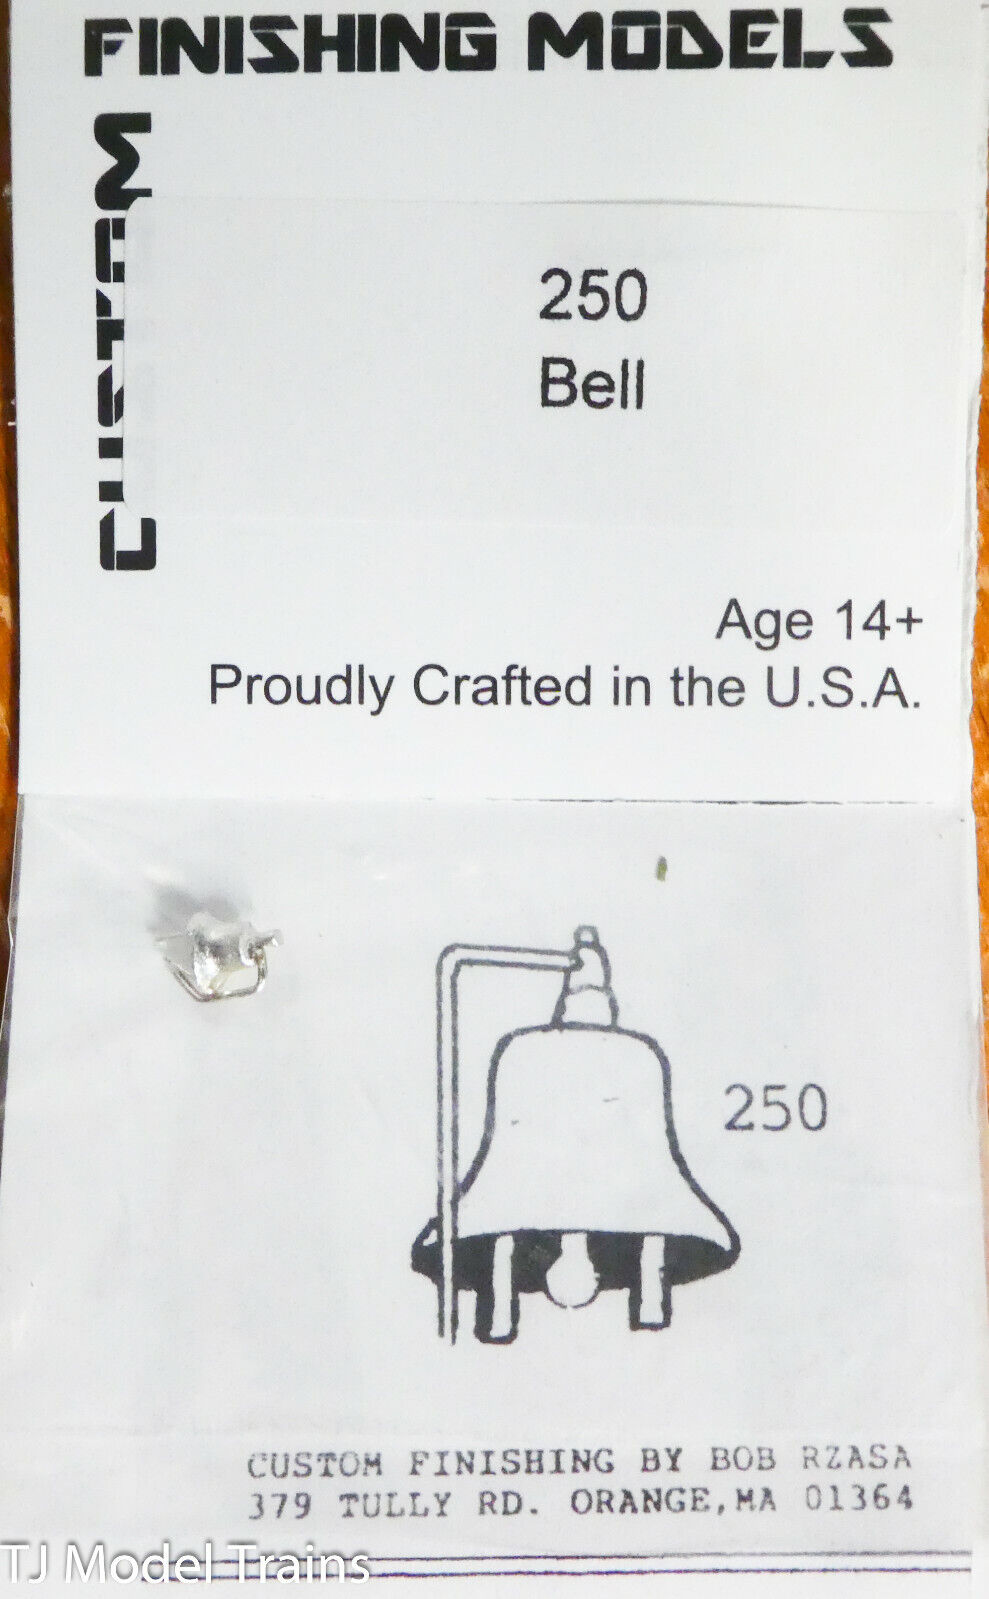 FINISHING MODELS
CUSTOM
250
Bell
Age 14+
Proudly Crafted in the U.S.A.
250
CUSTOM FINISHING BY BOB RZASA
379 TULLY RD. ORANGE,MA 01364
TJ Model Trains